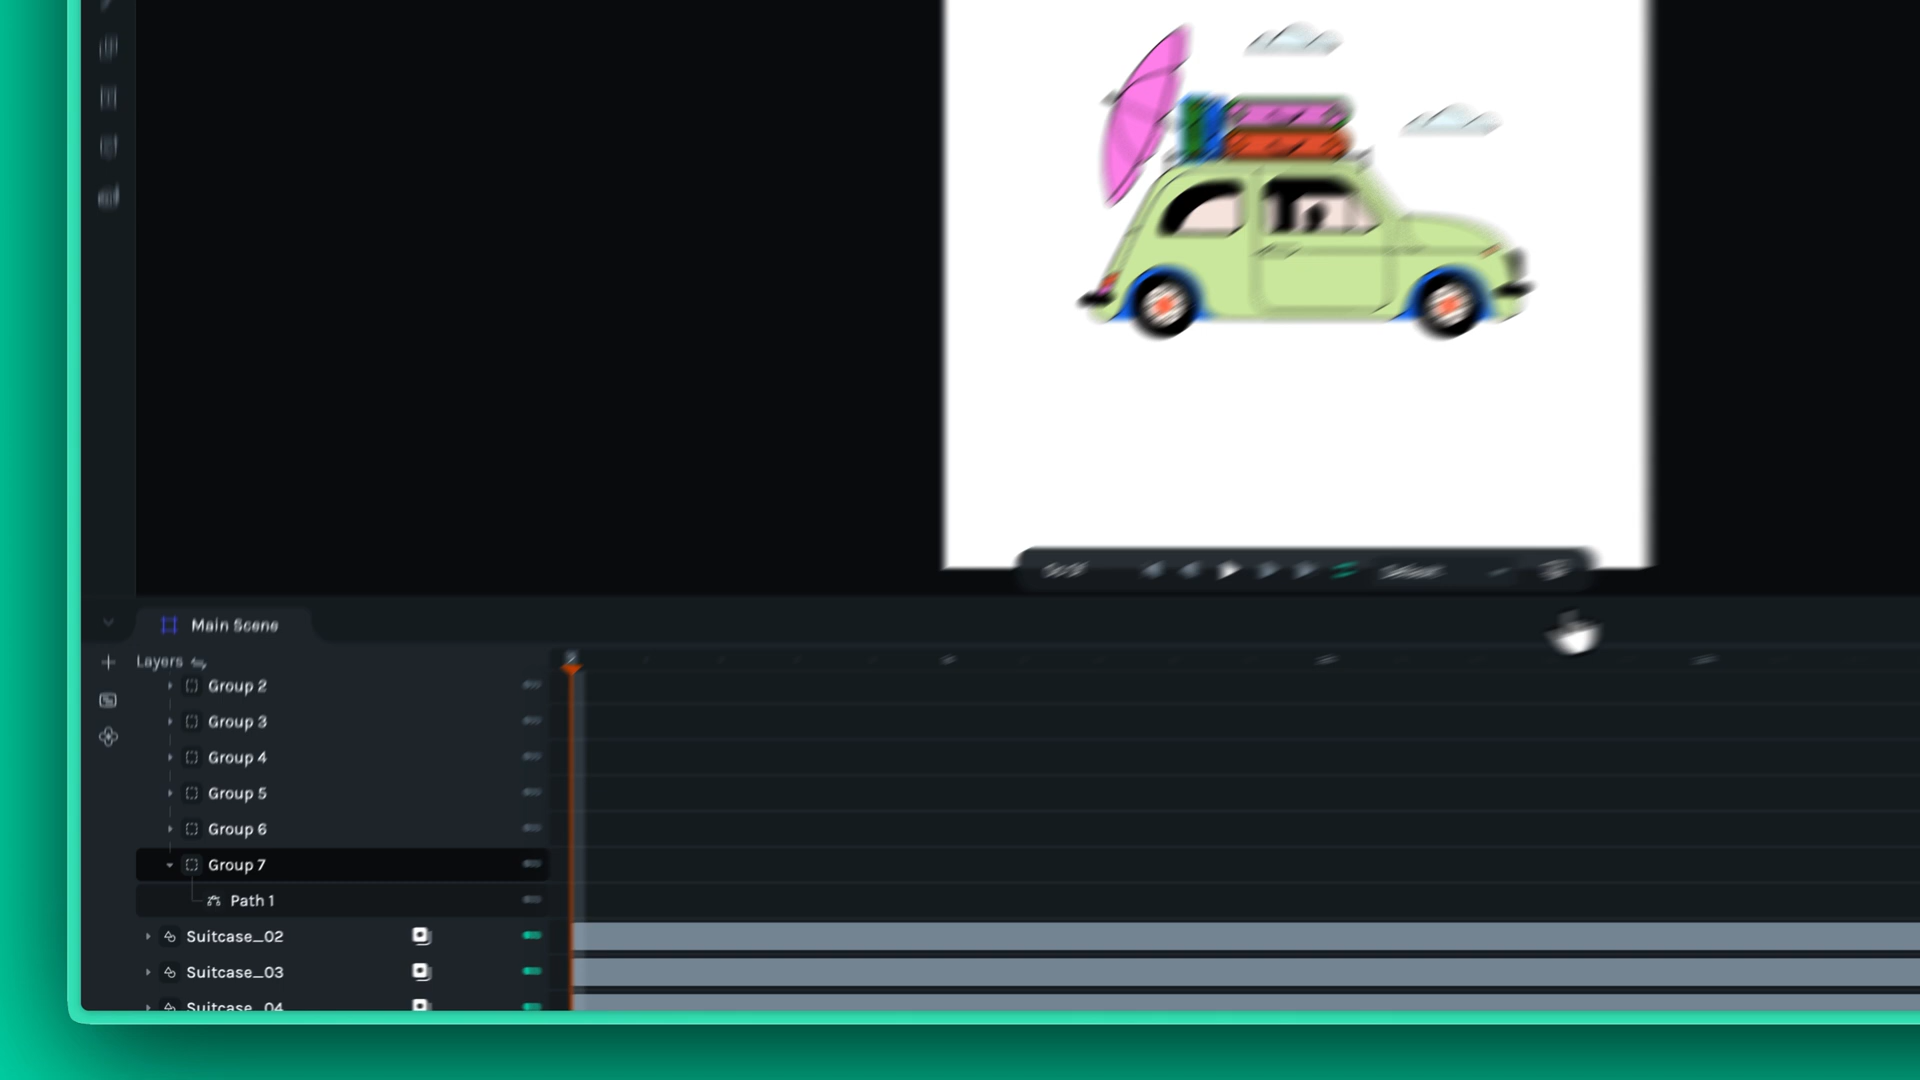 Main Scene
Layers
Group 2
Group 3
Group 4
Group 5
Group 6
Group 7
Path 1
Suitcase_02
Suitcase_03
Suitcase_04